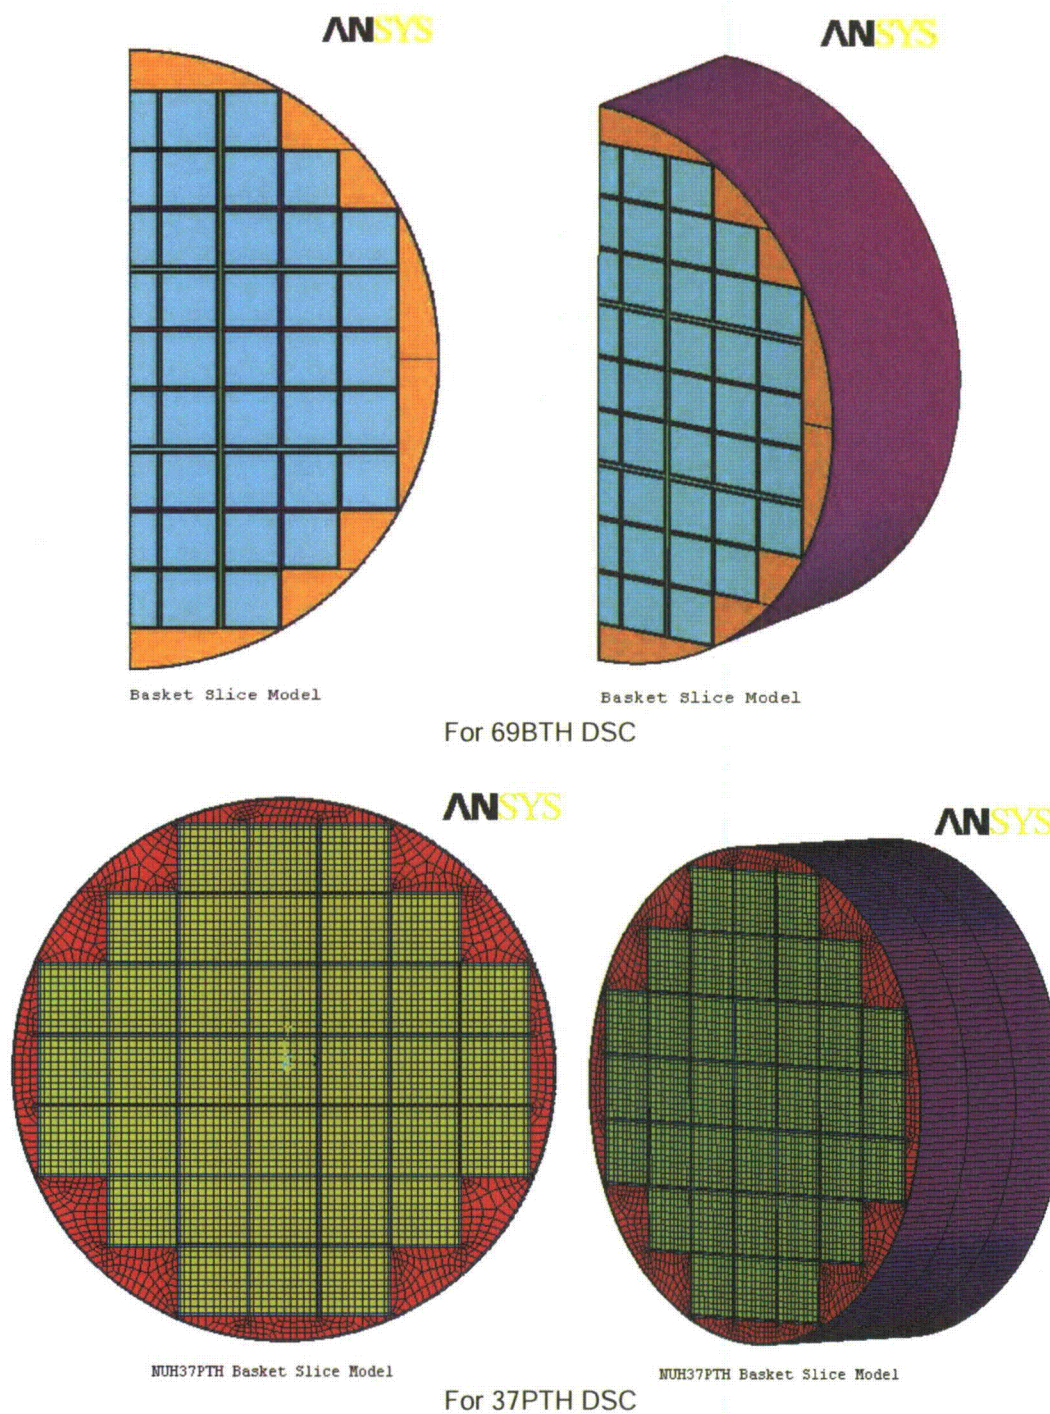 ANSYS
ANSYS
Basket Slice Model
Basket Slice Model
For 69BTH DSC
ANSYS
ANSYS
NUH37PTH Basket Slice Model
NUH37PTH Basket Slice Model
For 37PTH DSC